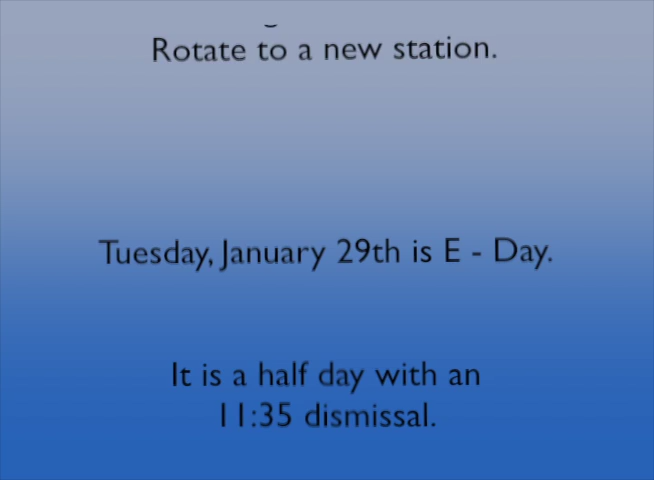 Rotate to a new station.
Tuesday, January 29th is E - Day.
It is a half day with an
11:35 dismissal.